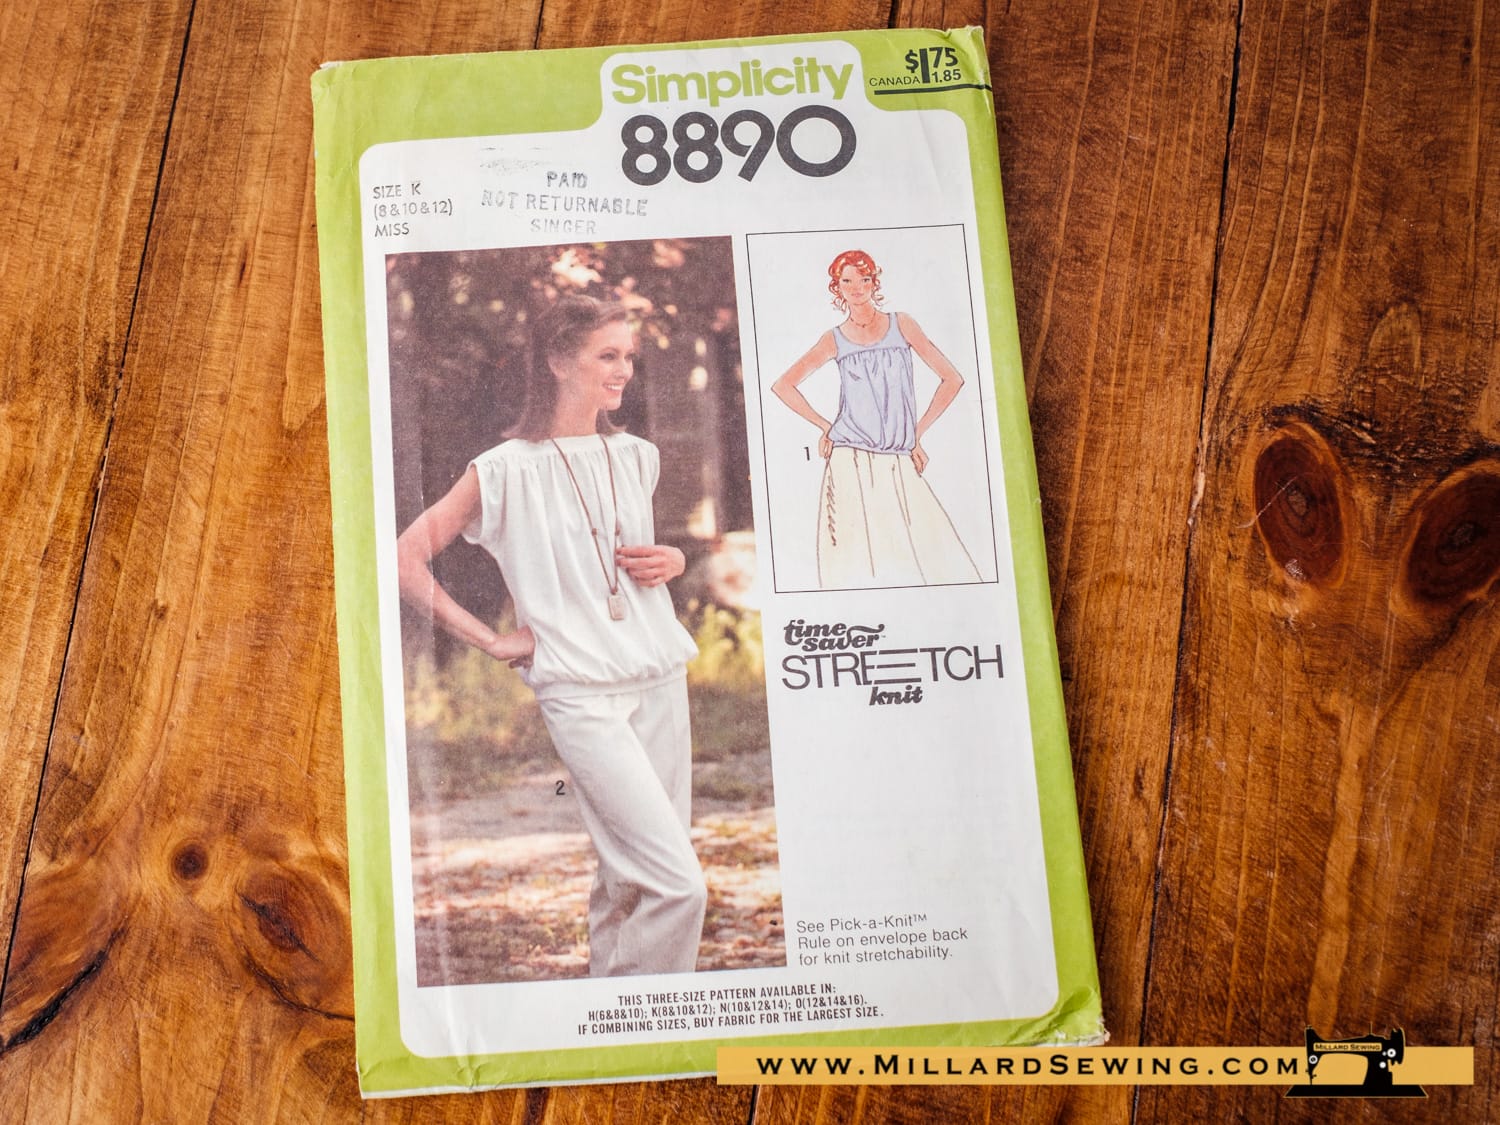 Simplicity
8890
$1.75
CANADA 1.85
SIZE K
(8&10&12)
MISS
PAID
NOT RETURNABLE
SINGER
1
2
time
saver™
STRETCH
knit
See Pick-a-Knit™
Rule on envelope back
for knit stretchability.
THIS THREE-SIZE PATTERN AVAILABLE IN:
H(6&8&10); K(8&10&12); N(10&12&14); O(12&14&16).
IF COMBINING SIZES, BUY FABRIC FOR THE LARGEST SIZE.
www.MillardSewing.com
Millard Sewing